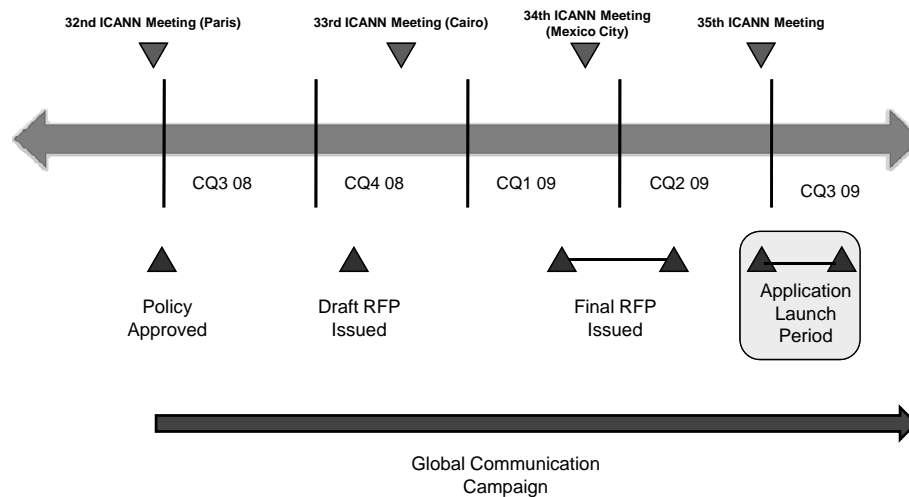 32nd ICANN Meeting (Paris)
33rd ICANN Meeting (Cairo)
34th ICANN Meeting
(Mexico City)
35th ICANN Meeting
CQ3 08
CQ4 08
CQ1 09
CQ2 09
CQ3 09
Policy
Approved
Draft RFP
Issued
Final RFP
Issued
Application
Launch
Period
Global Communication
Campaign